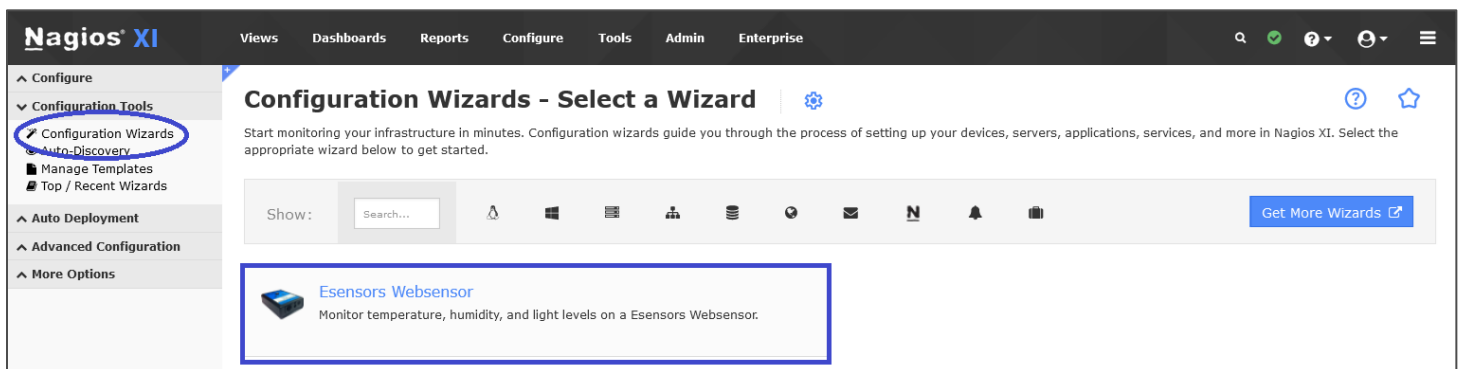 Nagios® XI
Views Dashboards Reports Configure Tools Admin Enterprise
Configure
Configuration Tools
Configuration Wizards
Auto-Discovery
Manage Templates
Top / Recent Wizards
Auto Deployment
Advanced Configuration
More Options
Configuration Wizards - Select a Wizard
Start monitoring your infrastructure in minutes. Configuration wizards guide you through the process of setting up your devices, servers, applications, services, and more in Nagios XI. Select the
appropriate wizard below to get started.
Show: Search... N Get More Wizards
Esensors Websensor
Monitor temperature, humidity, and light levels on a Esensors Websensor.